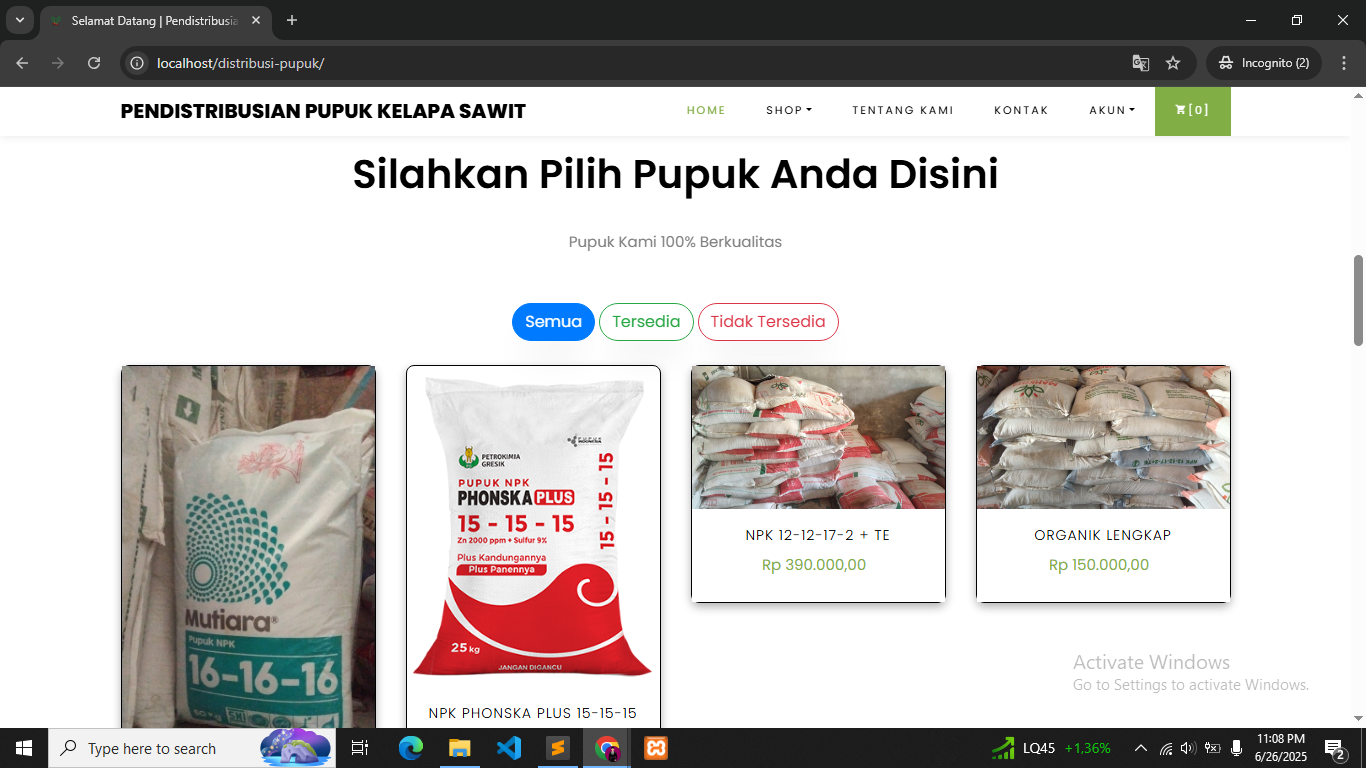 Selamat Datang | Pendistribusia
localhost/distribusi-pupuk/
Incognito (2)
PENDISTRIBUSIAN PUPUK KELAPA SAWIT
HOME
SHOP
TENTANG KAMI
KONTAK
AKUN
[0]
Silahkan Pilih Pupuk Anda Disini
Pupuk Kami 100% Berkualitas
Semua
Tersedia
Tidak Tersedia
Mutiara®
Pupuk NPK
16-16-16
PETROKIMIA
GRESIK
PUPUK NPK
PHONSKA PLUS
15 - 15 - 15
Zn 2000 ppm + Sulfur 9%
Plus Kandungannya
Plus Panennya
15 - 15 - 15
25 kg
JANGAN DIGANCU
NPK PHONSKA PLUS 15-15-15
NPK 12-12-17-2 + TE
Rp 390.000,00
ORGANIK LENGKAP
Rp 150.000,00
Activate Windows
Go to Settings to activate Windows.
Type here to search
LQ45
+1,36%
11:08 PM
6/26/2025
2